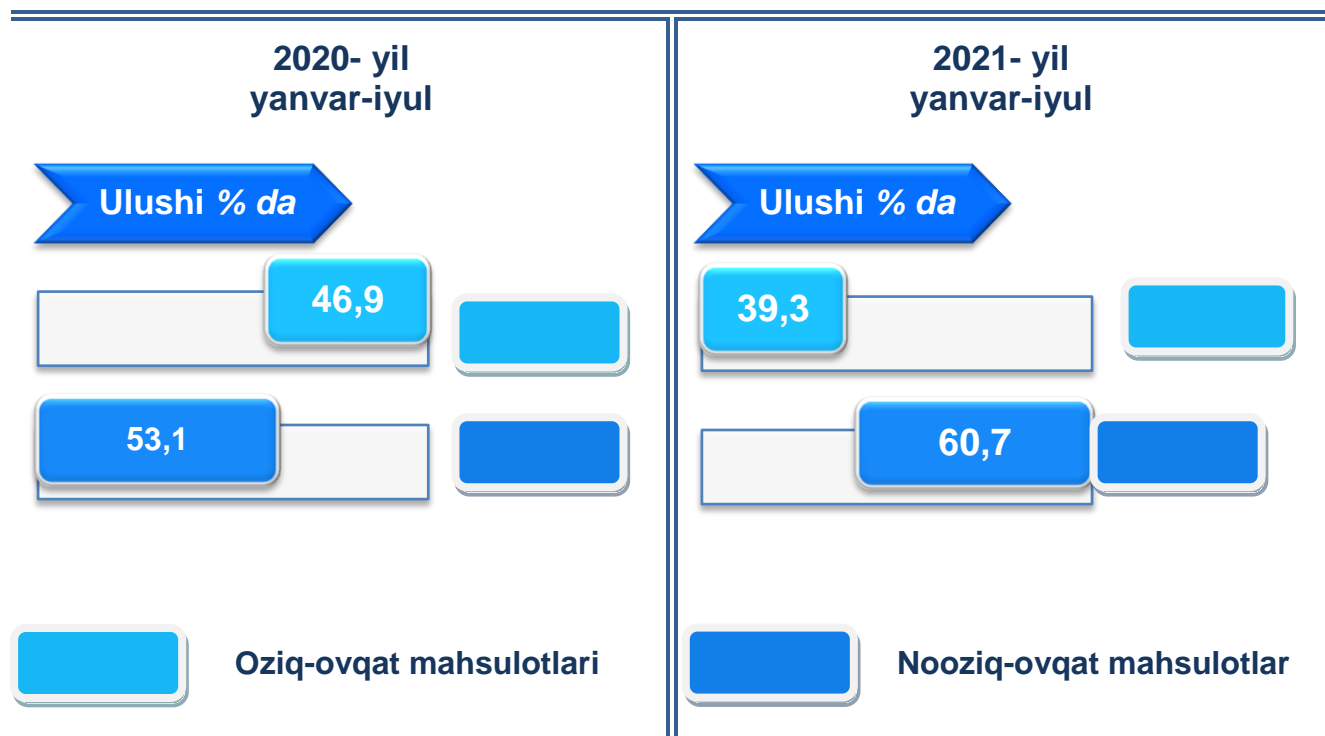 2020- yil
yanvar-iyul
Ulushi % da
46,9
53,1
Oziq-ovqat mahsulotlari
2021- yil
yanvar-iyul
Ulushi % da
39,3
60,7
Nooziq-ovqat mahsulotlar